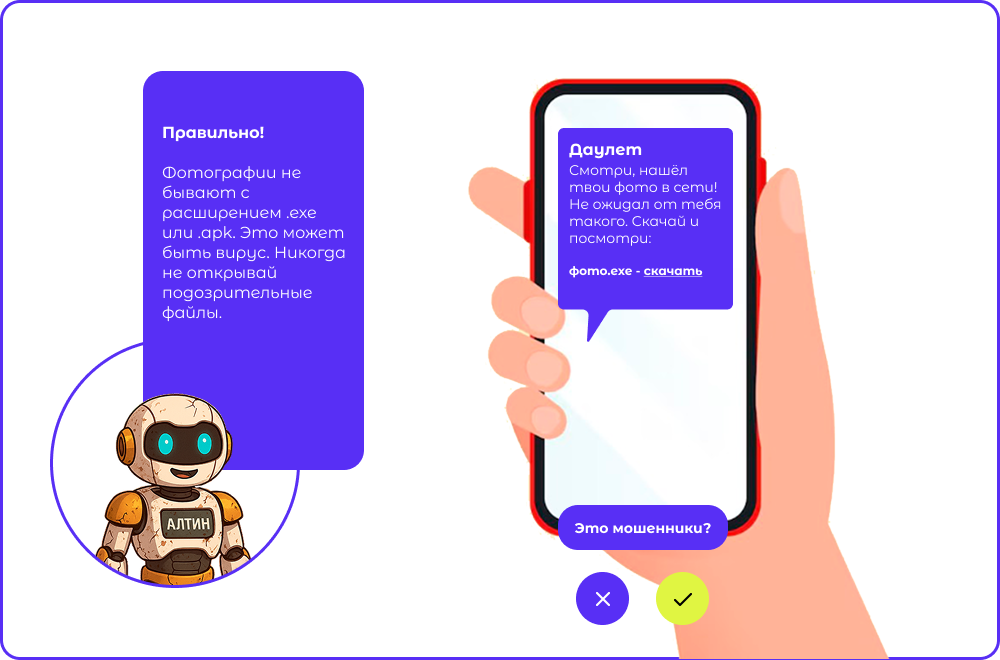 Правильно!
Фотографии не
бывают с
расширением .exe
или .apk. Это может
быть вирус. Никогда
не открывай
подозрительные
файлы.
АЛТИН
Даулет
Смотри, нашёл
твои фото в сети!
Не ожидал от тебя
такого. Скачай и
посмотри:
фото.exe - скачать
Это мошенники?